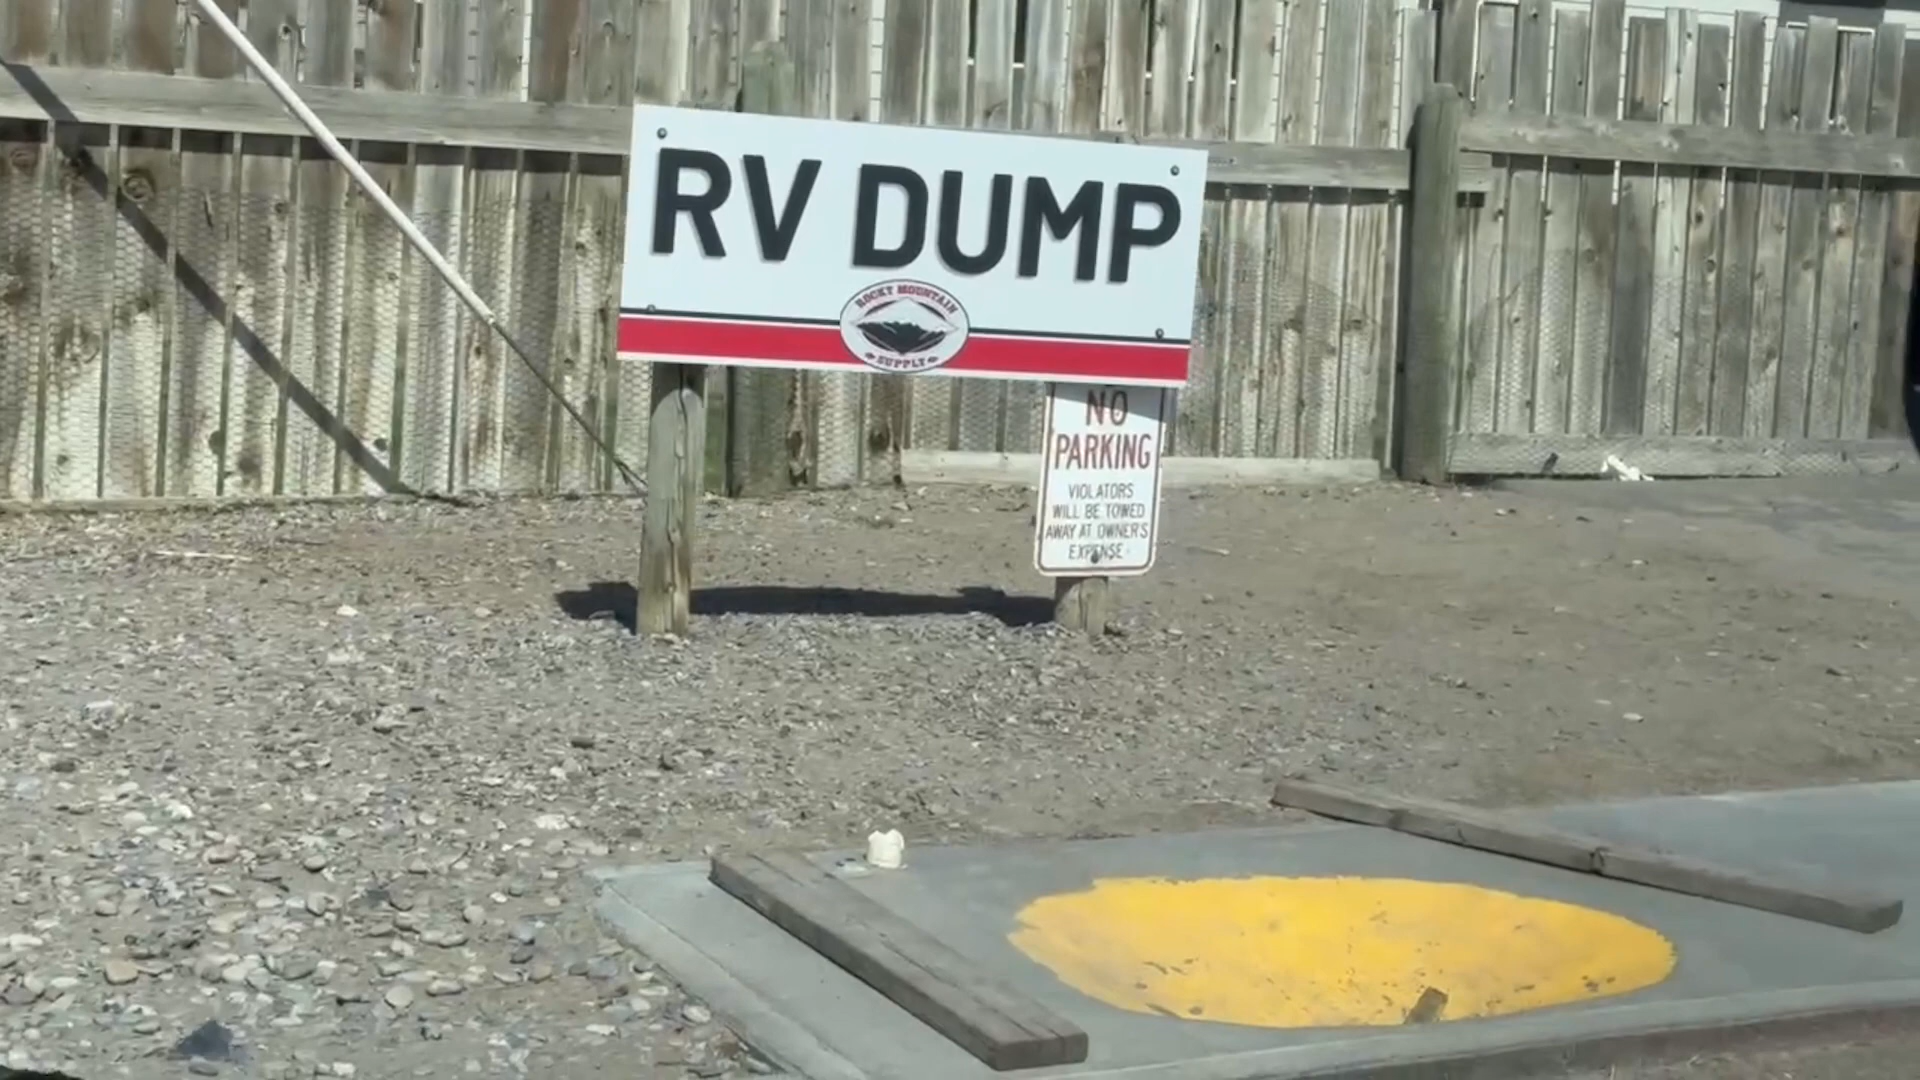 RV DUMP
ROCKY MOUNTAIN
SUPPLY
NO
PARKING
VIOLATORS
WILL BE TOWED
AWAY AT OWNER'S
EXPENSE